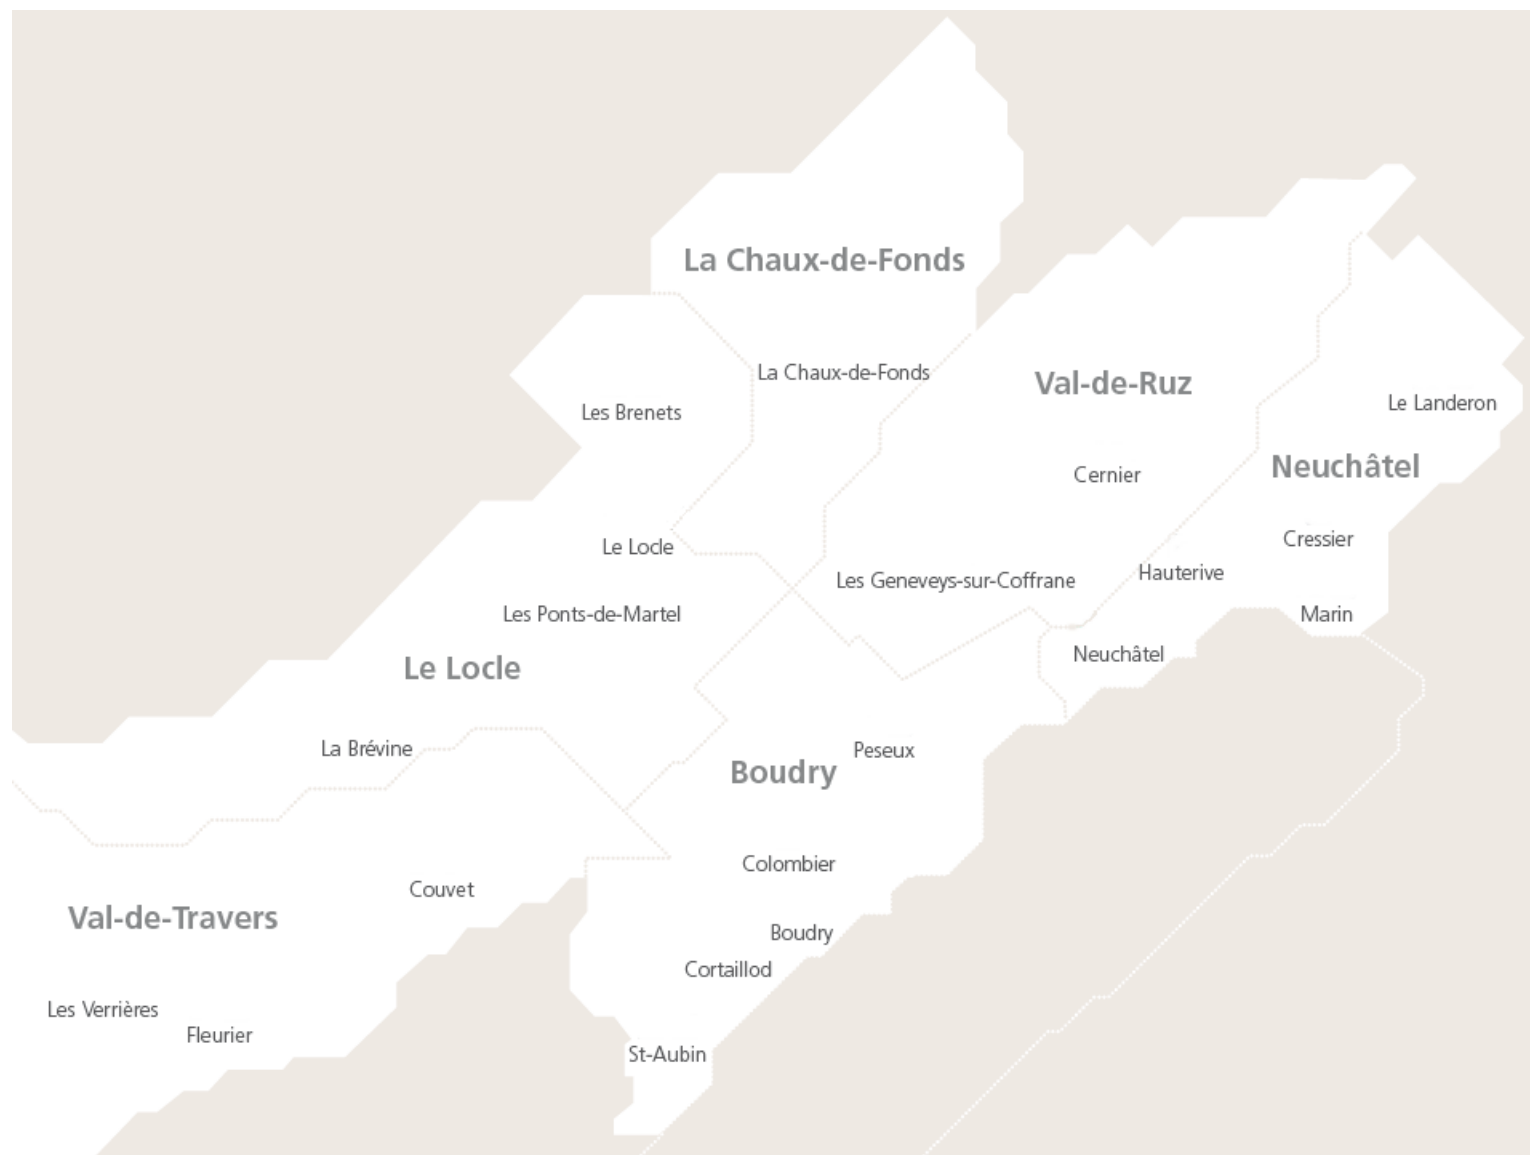 La Chaux-de-Fonds
La Chaux-de-Fonds
Val-de-Ruz
Les Brenets
Le Landeron
Neuchâtel
Cernier
Cressier
Le Locle
Hauterive
Les Geneveys-sur-Coffrane
Les Ponts-de-Martel
Marin
Neuchâtel
Le Locle
La Brévine
Peseux
Boudry
Colombier
Couvet
Val-de-Travers
Boudry
Cortaillod
Les Verrières
Fleurier
St-Aubin